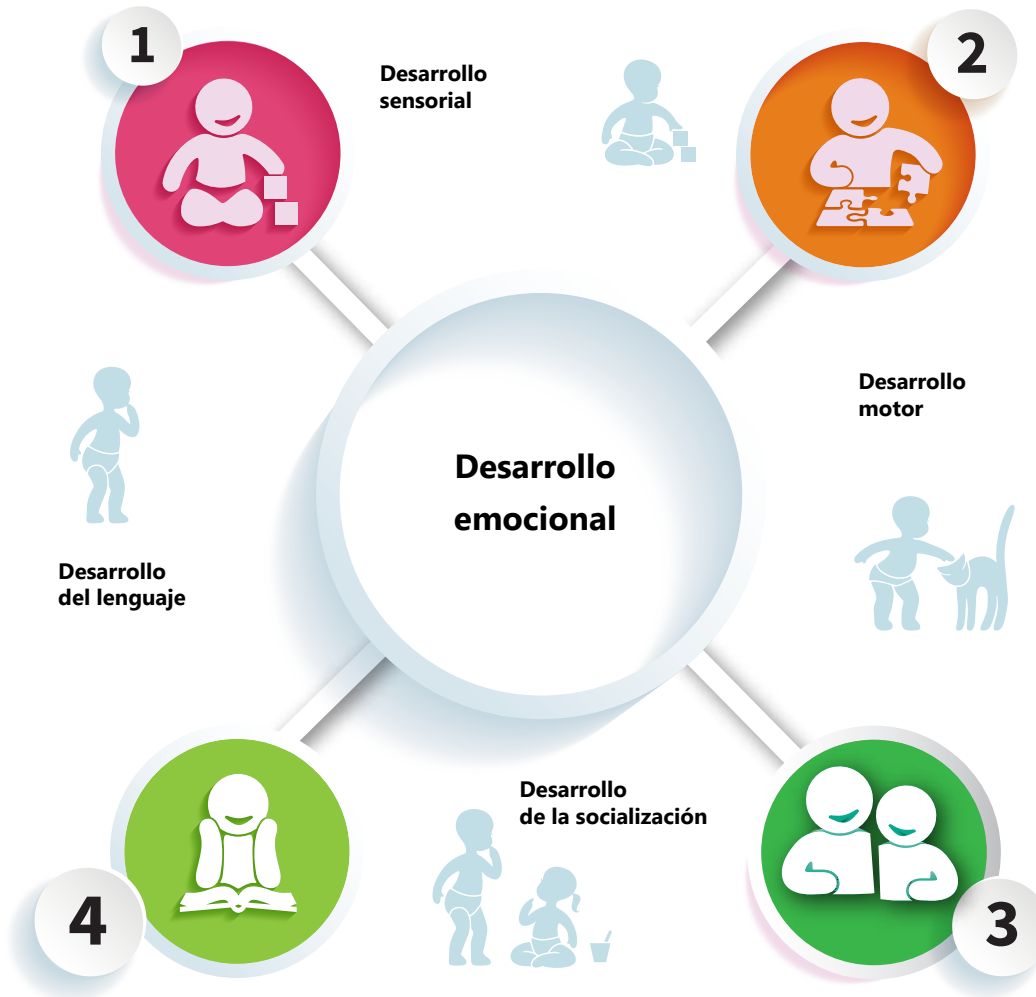 1
Desarrollo
sensorial
2
Desarrollo
motor
Desarrollo
emocional
Desarrollo
del lenguaje
Desarrollo
de la socialización
4
3